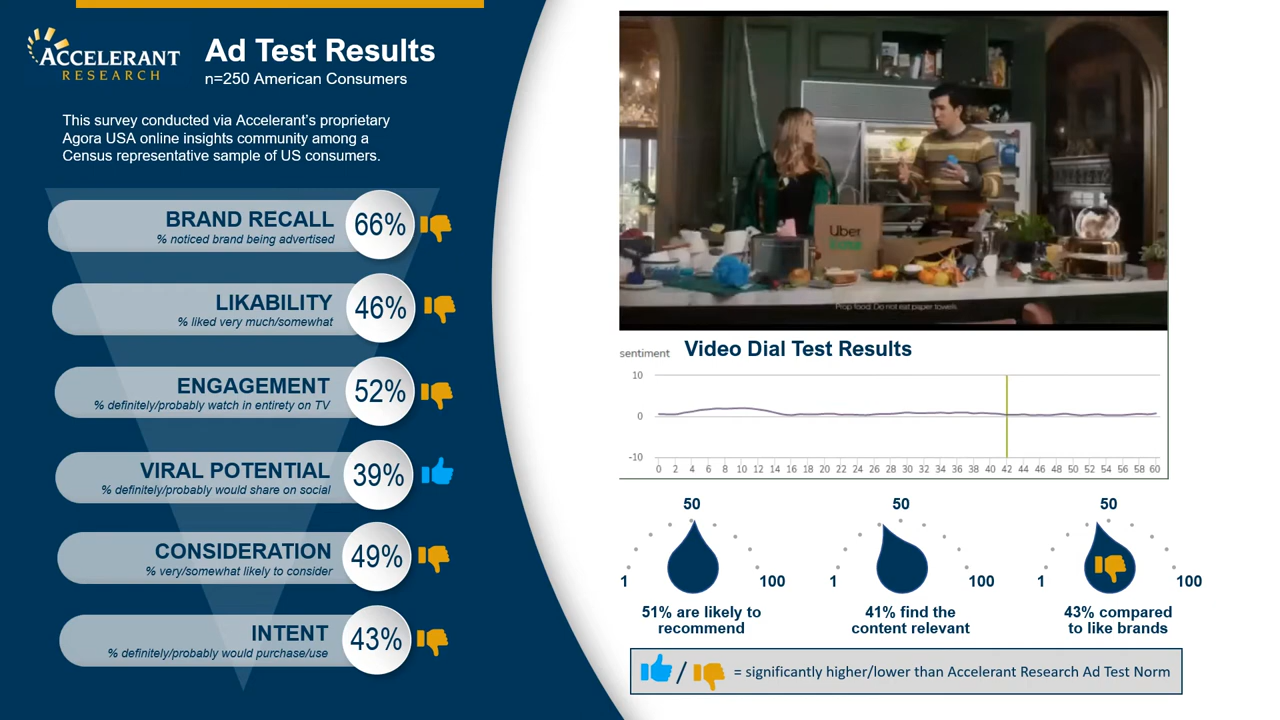 ACCELERANT
RESEARCH
Ad Test Results
n=250 American Consumers
This survey conducted via Accelerant's proprietary
Agora USA online insights community among a
Census representative sample of US consumers.
BRAND RECALL
% noticed brand being advertised
66%
LIKABILITY
% liked very much/somewhat
46%
ENGAGEMENT
% definitely/probably watch in entirety on TV
52%
VIRAL POTENTIAL
% definitely/probably would share on social
39%
CONSIDERATION
% very/somewhat likely to consider
49%
INTENT
% definitely/probably would purchase/use
43%
Uber
Prop food. Do not eat paper towels.
sentiment
Video Dial Test Results
10
0
-10
0 2 4 6 8 10 12 14 16 18 20 22 24 26 28 30 32 34 36 38 40 42 44 46 48 50 52 54 56 58 60
50
1
100
51% are likely to
recommend
50
1
100
41% find the
content relevant
50
1
100
43% compared
to like brands
/ = significantly higher/lower than Accelerant Research Ad Test Norm